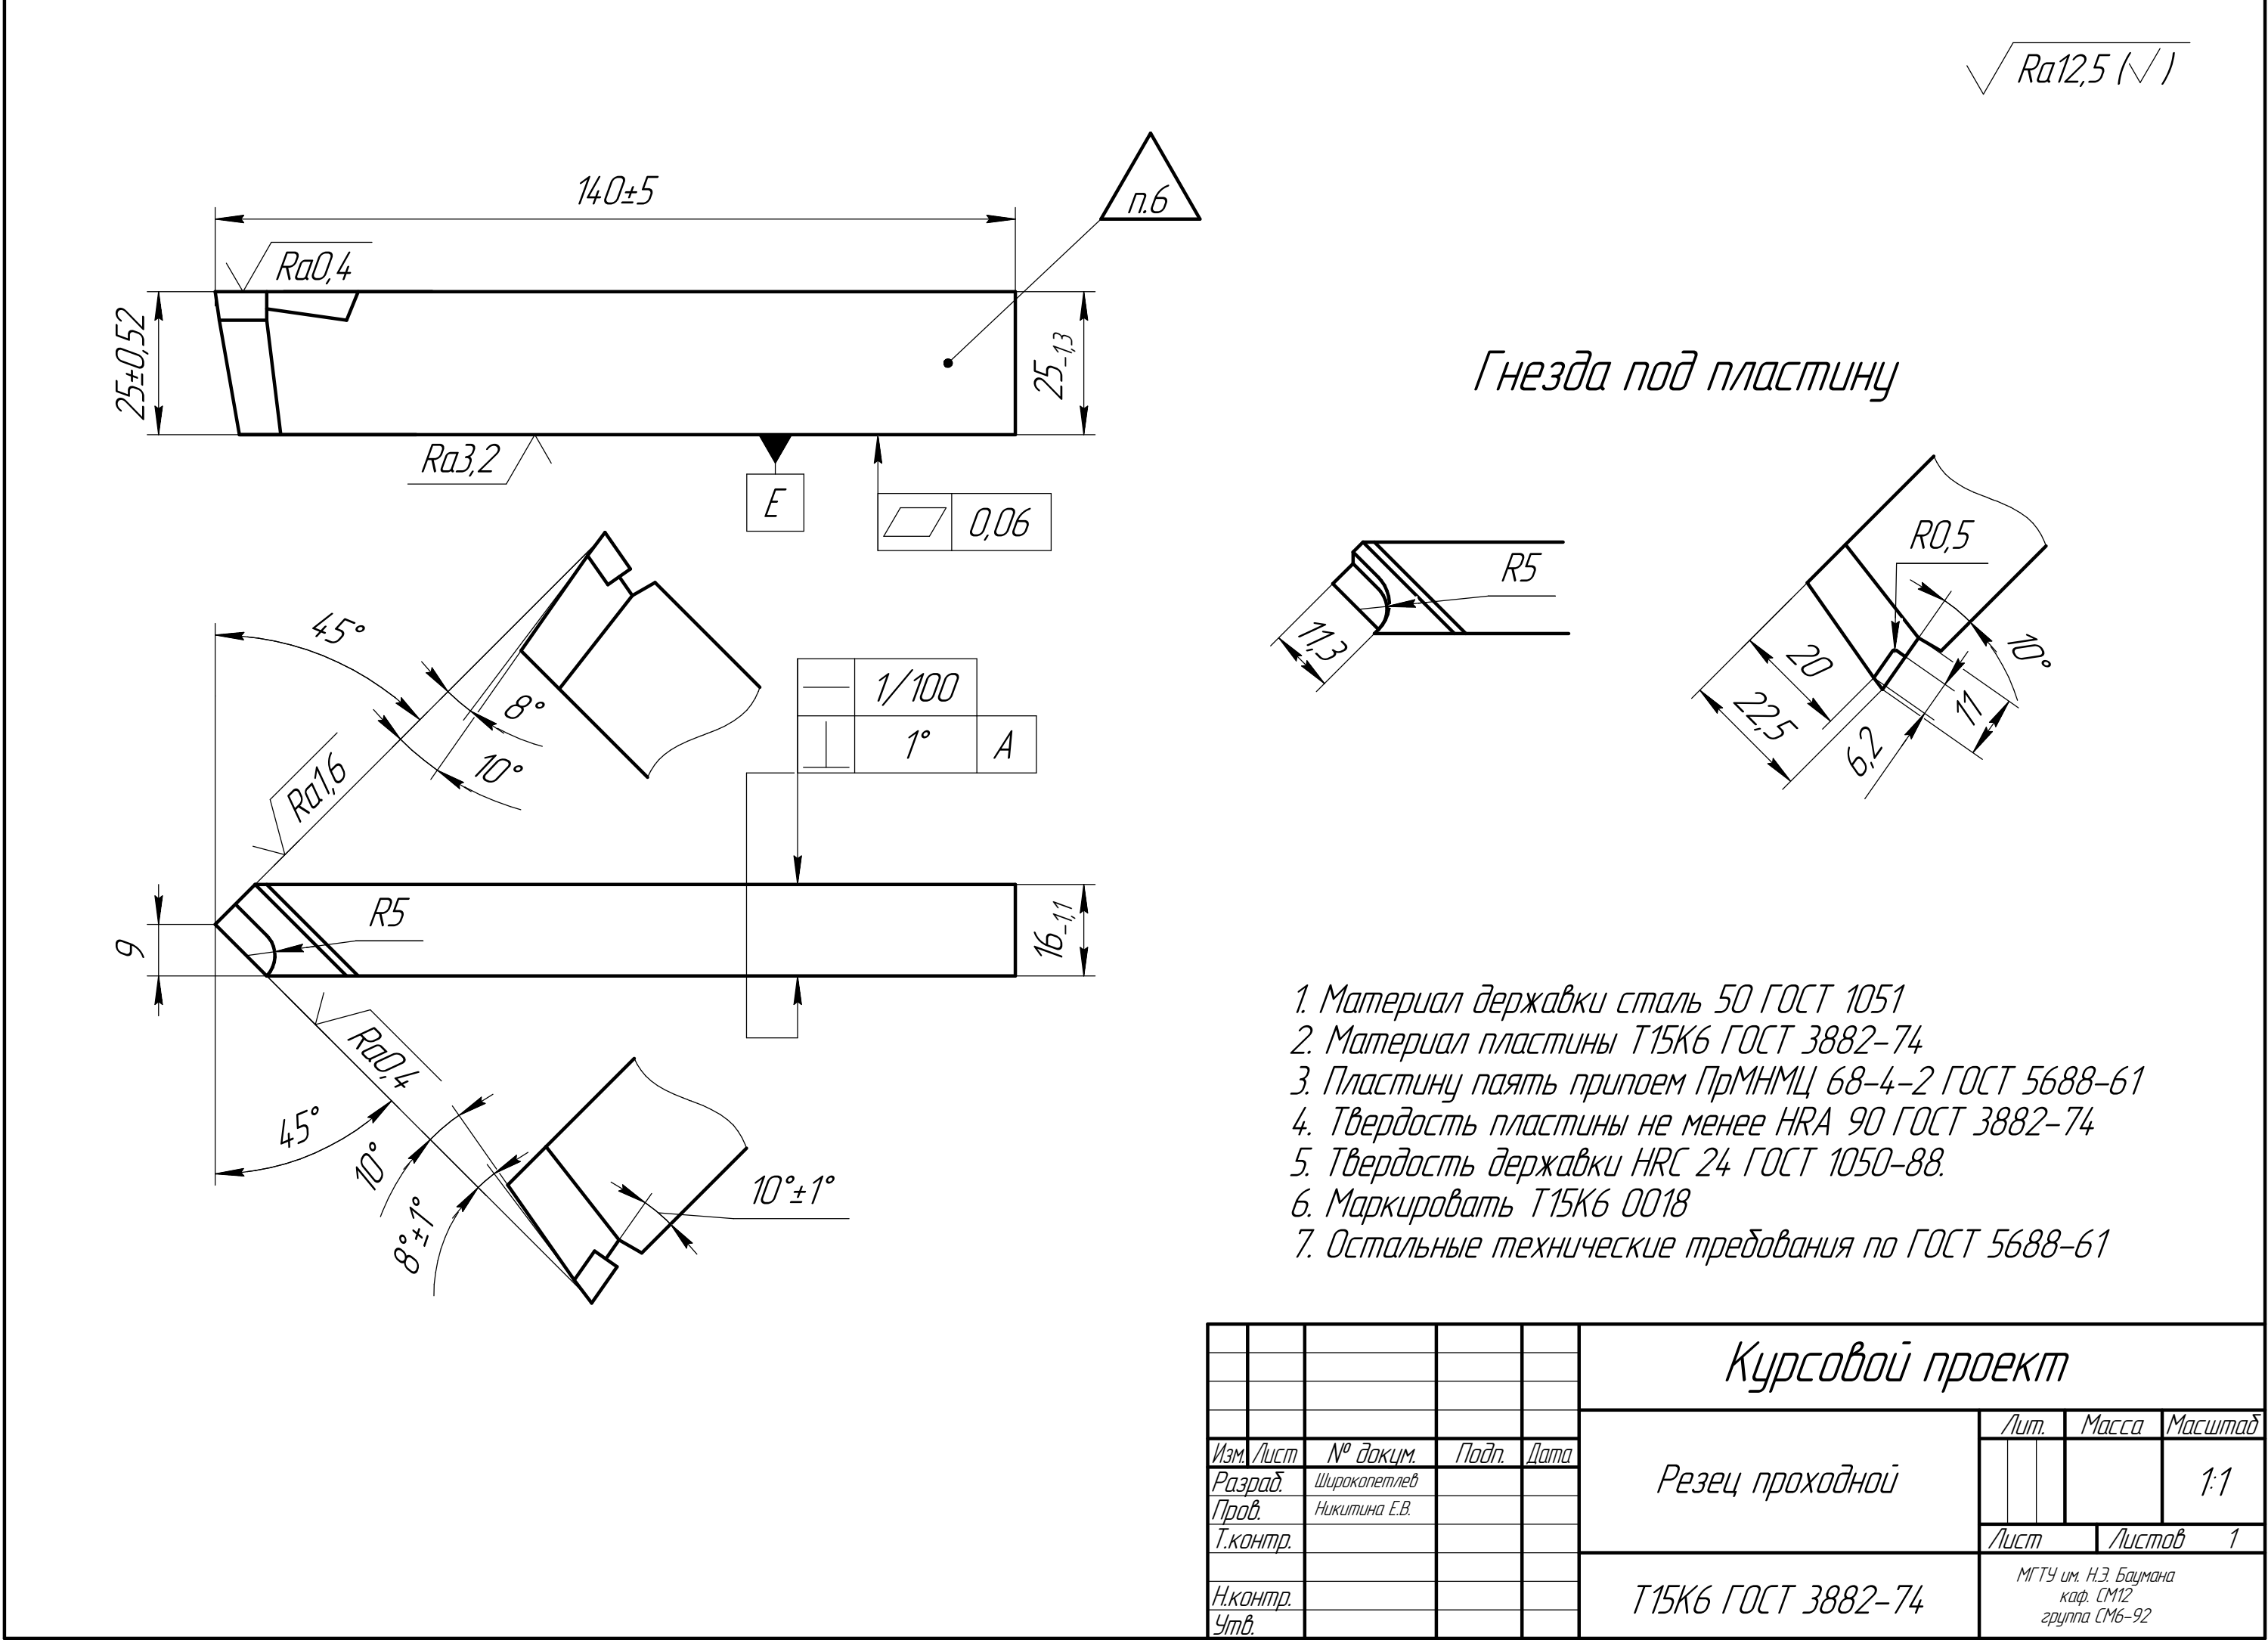 Ra12,5 (√)
140±5
п.6
Ra0,4
25±0,52
25-1,3
Ra3,2
E
0,06
Гнезда под пластину
R5
11,3
R0,5
10°
20
22,5
11
6,2
45°
8°
10°
Ra1,6
1/100
1° A
R5
9
16-1,1
Ra0,4
45°
10°
8°±1°
10°±1°
1. Материал державки сталь 50 ГОСТ 1051
2. Материал пластины Т15К6 ГОСТ 3882-74
3. Пластину паять припоем ПрМНМЦ 68-4-2 ГОСТ 5688-61
4. Твердость пластины не менее HRA 90 ГОСТ 3882-74
5. Твердость державки HRC 24 ГОСТ 1050-88.
6. Маркировать Т15К6 0018
7. Остальные технические требования по ГОСТ 5688-61
Курсовой проект
Лит. Масса Масштаб
Изм. Лист № докум. Подп. Дата
Разраб. Широкопетлев
Пров. Никитина Е.В.
Т.контр.
Н.контр.
Утв.
Резец проходной
1:1
Лист Листов 1
Т15К6 ГОСТ 3882-74
МГТУ им. Н.Э. Баумана
каф. СМ12
группа СМ6-92